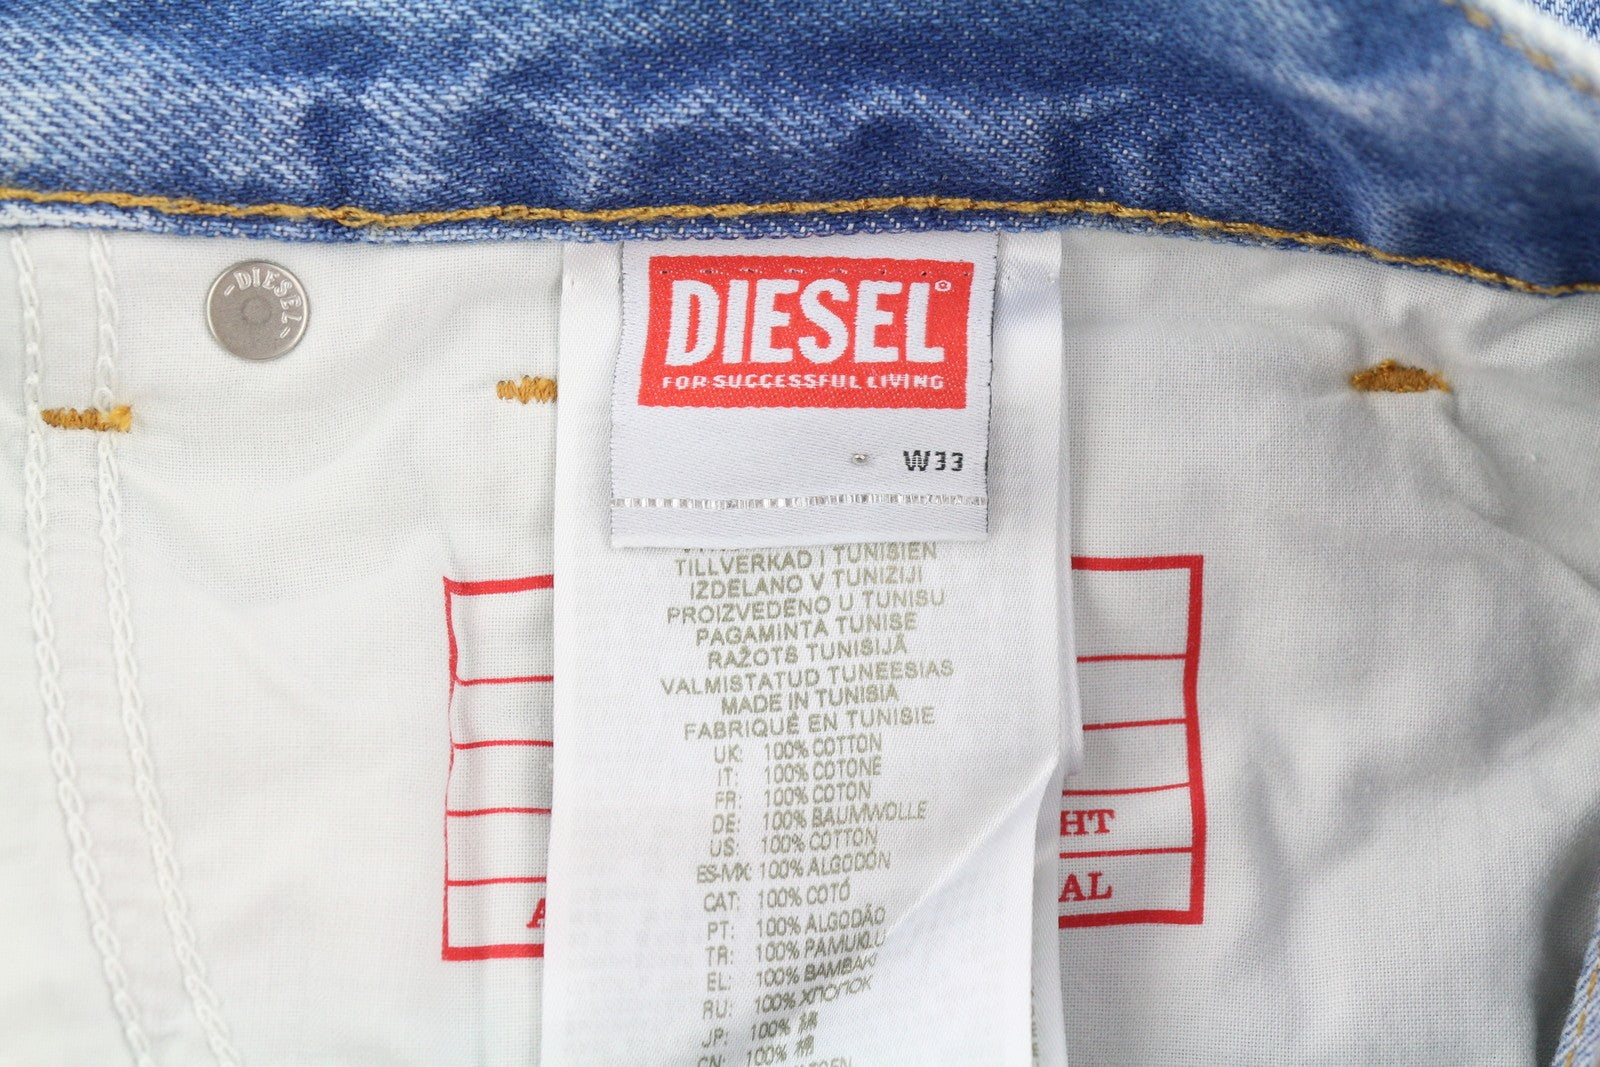 DIESEL
DIESEL
FOR SUCCESSFUL LIVING
W33
TILLVERKAD I TUNISIEN
IZDELANO V TUNIZIJI
PROIZVEDENO U TUNISU
PAGAMINTA TUNISE
RAŽOTS TUNISIJĀ
VALMISTATUD TUNEESIAS
MADE IN TUNISIA
FABRIQUÉ EN TUNISIE
UK: 100% COTTON
IT: 100% COTONE
FR: 100% COTON
DE: 100% BAUMWOLLE
US: 100% COTTON
ES-MX: 100% ALGODÓN
CAT: 100% COTÓ
PT: 100% ALGODÃO
TR: 100% PAMUKLU
EL: 100% ΒΑΜΒΑΚΙ
RU: 100% ХЛОПОК
JP: 100% 綿
CN: 100% 棉
HT
AL
A